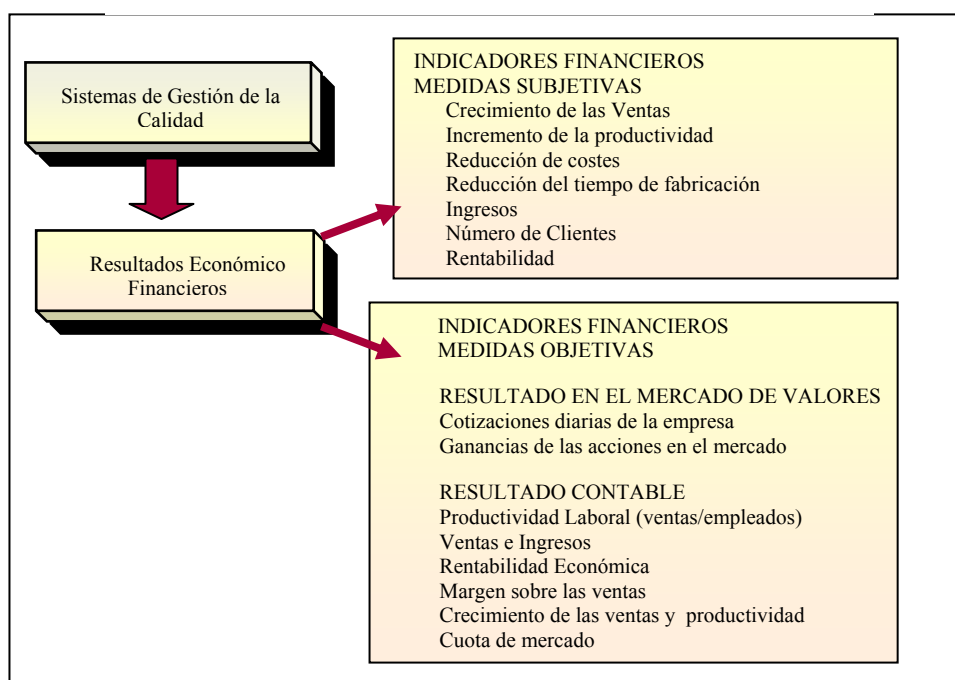 Sistemas de Gestión de la
Calidad
Resultados Económico
Financieros
INDICADORES FINANCIEROS
MEDIDAS SUBJETIVAS
Crecimiento de las Ventas
Incremento de la productividad
Reducción de costes
Reducción del tiempo de fabricación
Ingresos
Número de Clientes
Rentabilidad
INDICADORES FINANCIEROS
MEDIDAS OBJETIVAS
RESULTADO EN EL MERCADO DE VALORES
Cotizaciones diarias de la empresa
Ganancias de las acciones en el mercado
RESULTADO CONTABLE
Productividad Laboral (ventas/empleados)
Ventas e Ingresos
Rentabilidad Económica
Margen sobre las ventas
Crecimiento de las ventas y productividad
Cuota de mercado